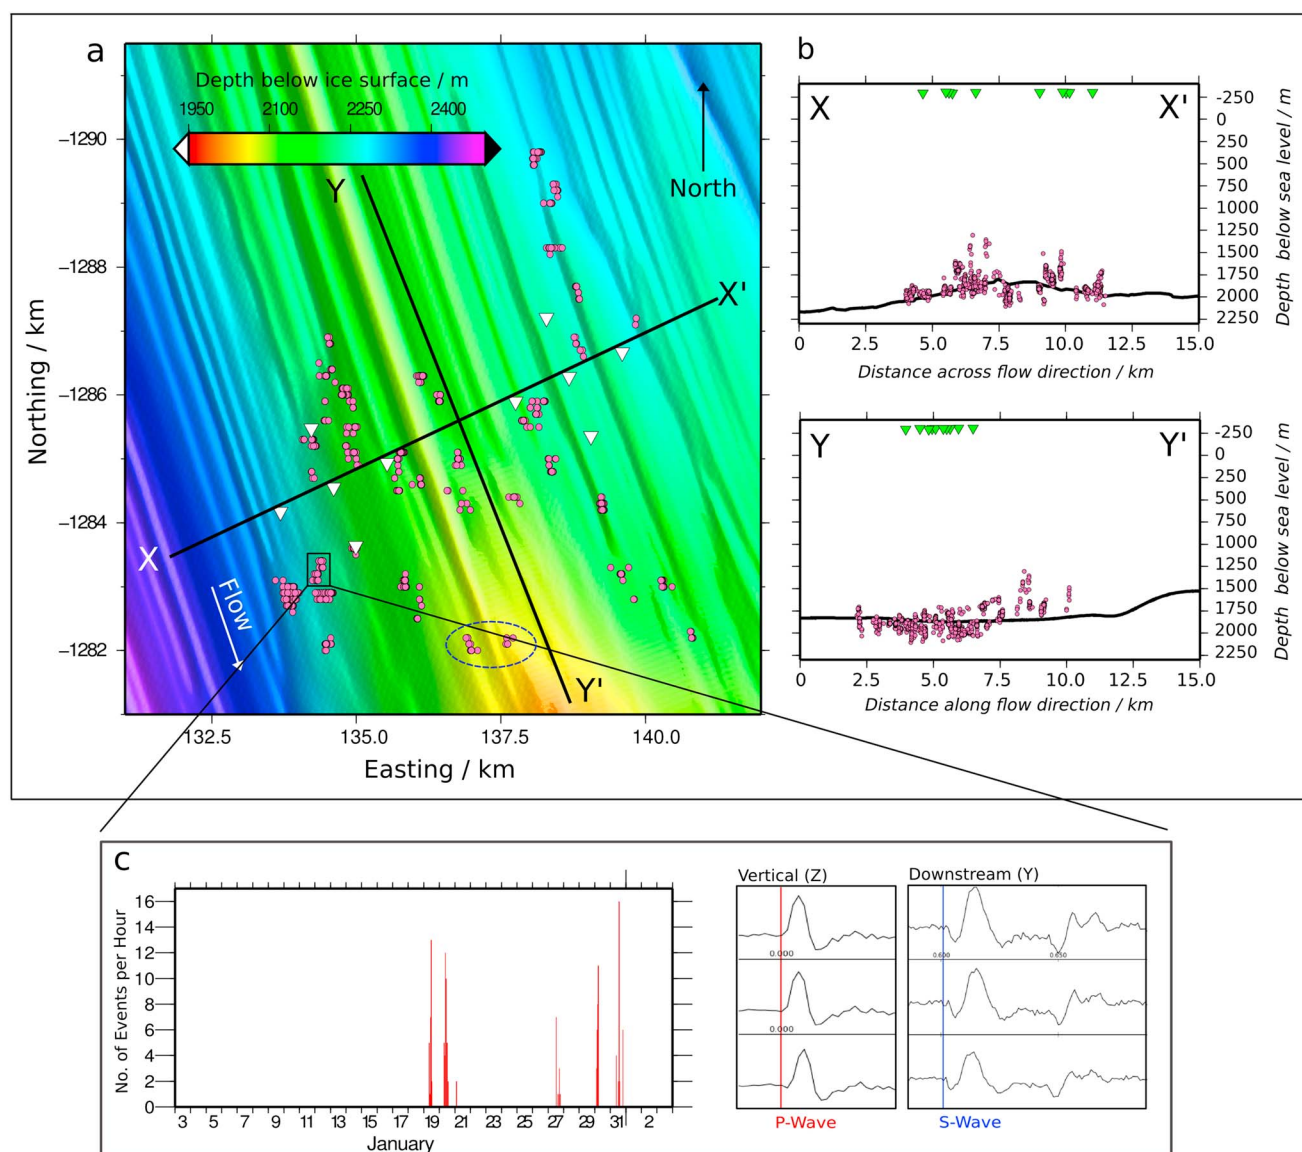 a
Depth below ice surface / m
1950 2100 2250 2400
North
Y
X'
X
Flow
Y'
−1290
−1288
−1286
−1284
−1282
Northing / km
132.5 135.0 137.5 140.0
Easting / km
b
X X'
-250
0
250
500
750
1000
1250
1500
1750
2000
2250
Depth below sea level / m
0 2.5 5.0 7.5 10 12.5 15.0
Distance across flow direction / km
Y Y'
-250
0
250
500
750
1000
1250
1500
1750
2000
2250
Depth below sea level / m
0 2.5 5.0 7.5 10 12.5 15.0
Distance along flow direction / km
c
16
14
12
10
8
6
4
2
0
No. of Events per Hour
3 5 7 9 11 13 15 17 19 21 23 25 27 29 31 2
January
Vertical (Z)
0.000
0.000
P-Wave
Downstream (Y)
0.600 0.650
S-Wave